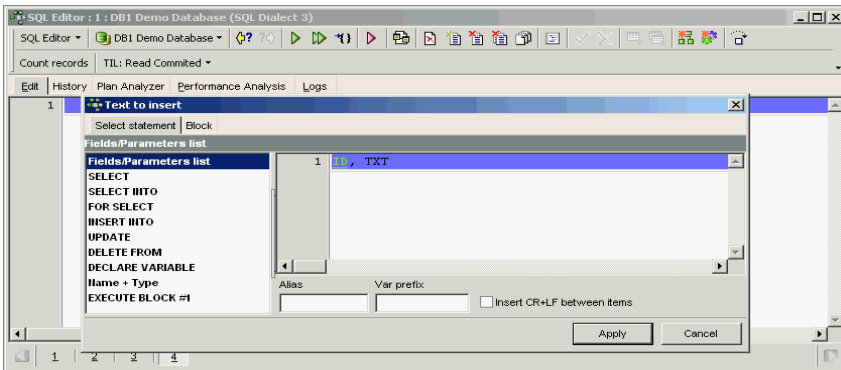 SQL Editor : 1 : DB1 Demo Database (SQL Dialect 3)
SQL Editor DB1 Demo Database
Count records TIL: Read Commited
Edit History Plan Analyzer Performance Analysis Logs
1
Text to insert
Select statement Block
Fields/Parameters list
Fields/Parameters list
SELECT
SELECT INTO
FOR SELECT
INSERT INTO
UPDATE
DELETE FROM
DECLARE VARIABLE
Name + Type
EXECUTE BLOCK #1
1 ID, TXT
Alias Var prefix
Insert CR+LF between items
Apply Cancel
1 2 3 4